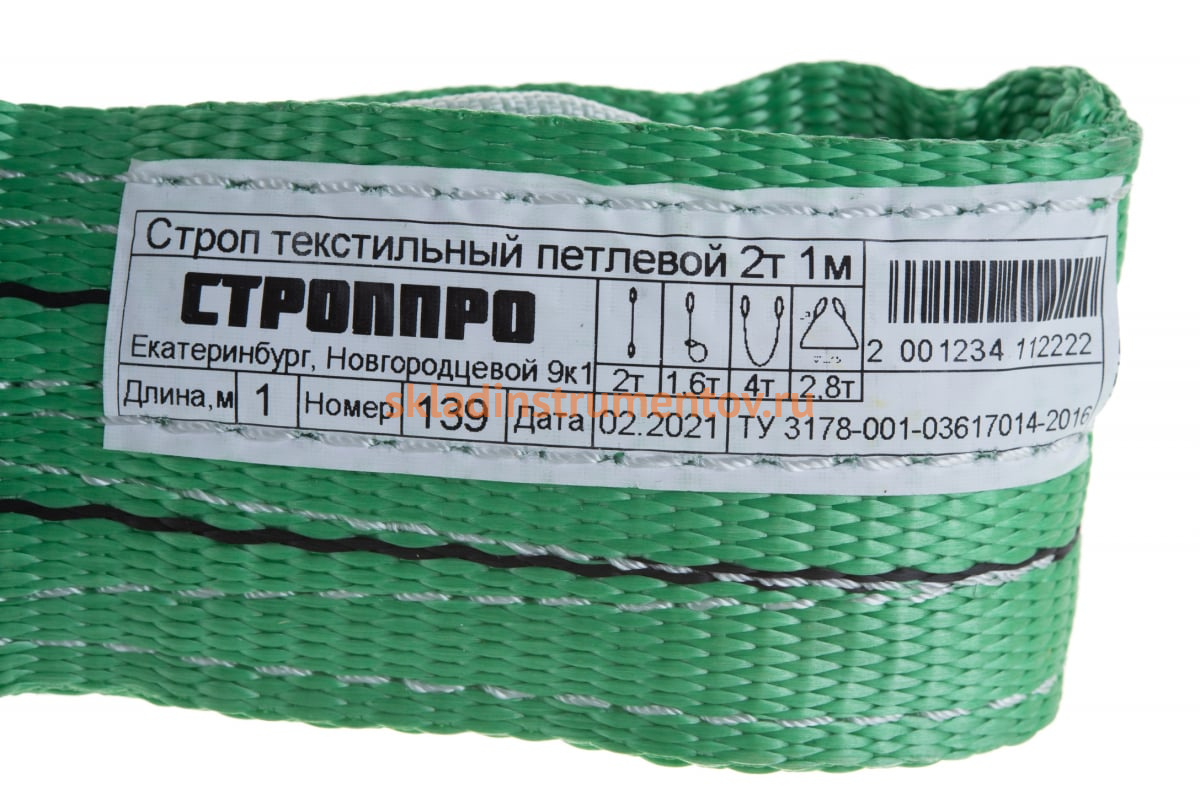 Строп текстильный петлевой 2т 1м
СТРОППРО
Екатеринбург, Новгородцевой 9к1
2т 1,6т 4т 2,8т
2 001234 112222
Длина,м 1 Номер 139 Дата 02.2021 ТУ 3178-001-03617014-2016
skladinstrumentov.ru